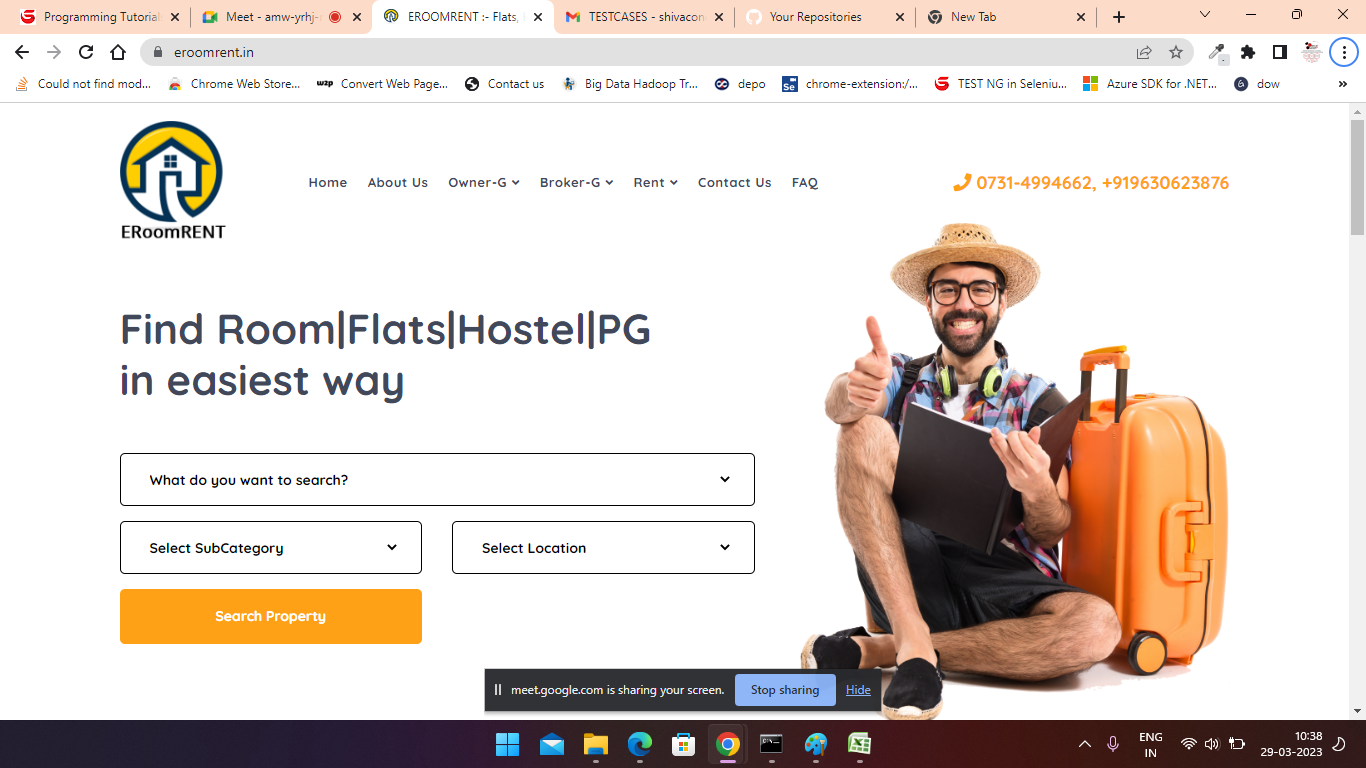 Programming Tutorial
Meet - amw-yrhj-
EROOMRENT :- Flats,
TESTCASES - shivacon
Your Repositories
New Tab
eroomrent.in
Could not find mod...
Chrome Web Store...
Convert Web Page...
Contact us
Big Data Hadoop Tr...
depo
chrome-extension:/...
TEST NG in Seleniu...
Azure SDK for .NET...
dow
»
ERoomRENT
Home
About Us
Owner-G
Broker-G
Rent
Contact Us
FAQ
0731-4994662, +919630623876
Find Room|Flats|Hostel|PG
in easiest way
What do you want to search?
Select SubCategory
Select Location
Search Property
meet.google.com is sharing your screen.
Stop sharing
Hide
ENG
IN
10:38
29-03-2023